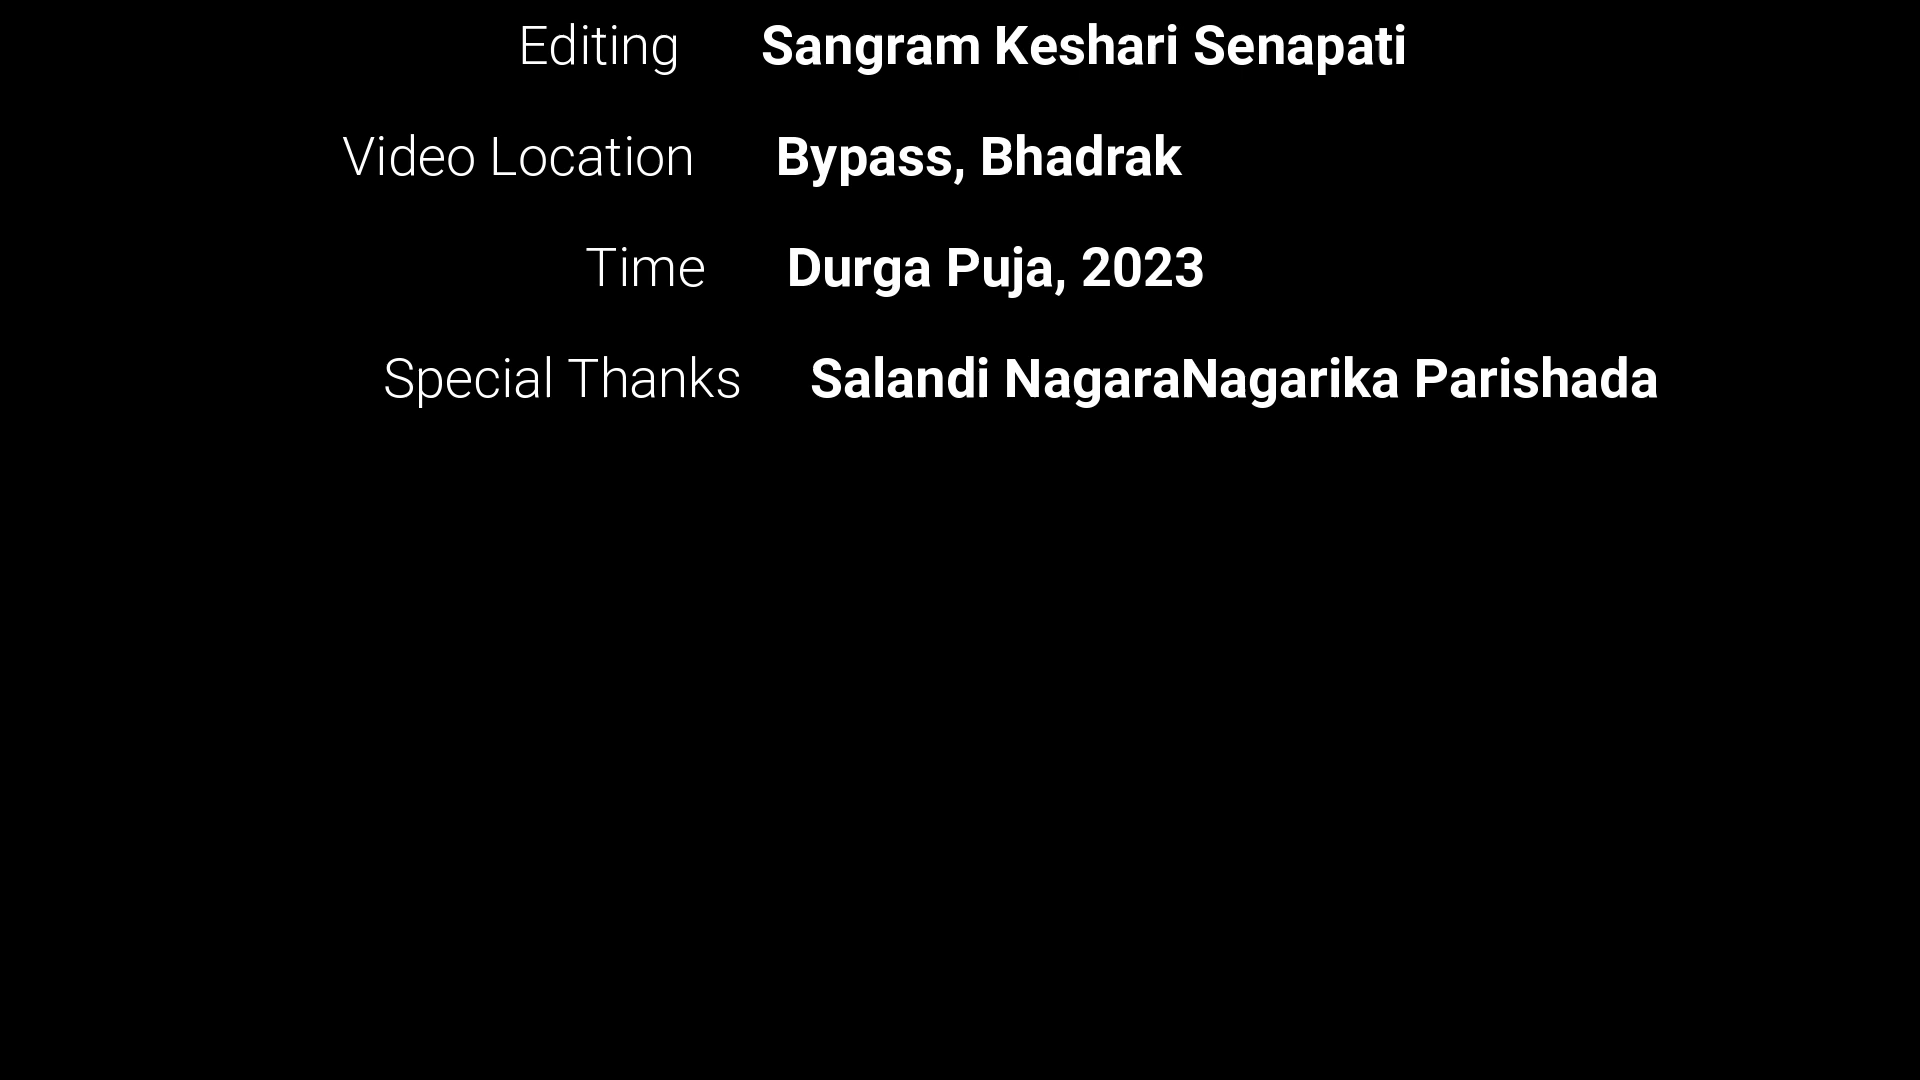 Editing Sangram Keshari Senapati
Video Location Bypass, Bhadrak
Time Durga Puja, 2023
Special Thanks Salandi NagaraNagarika Parishada